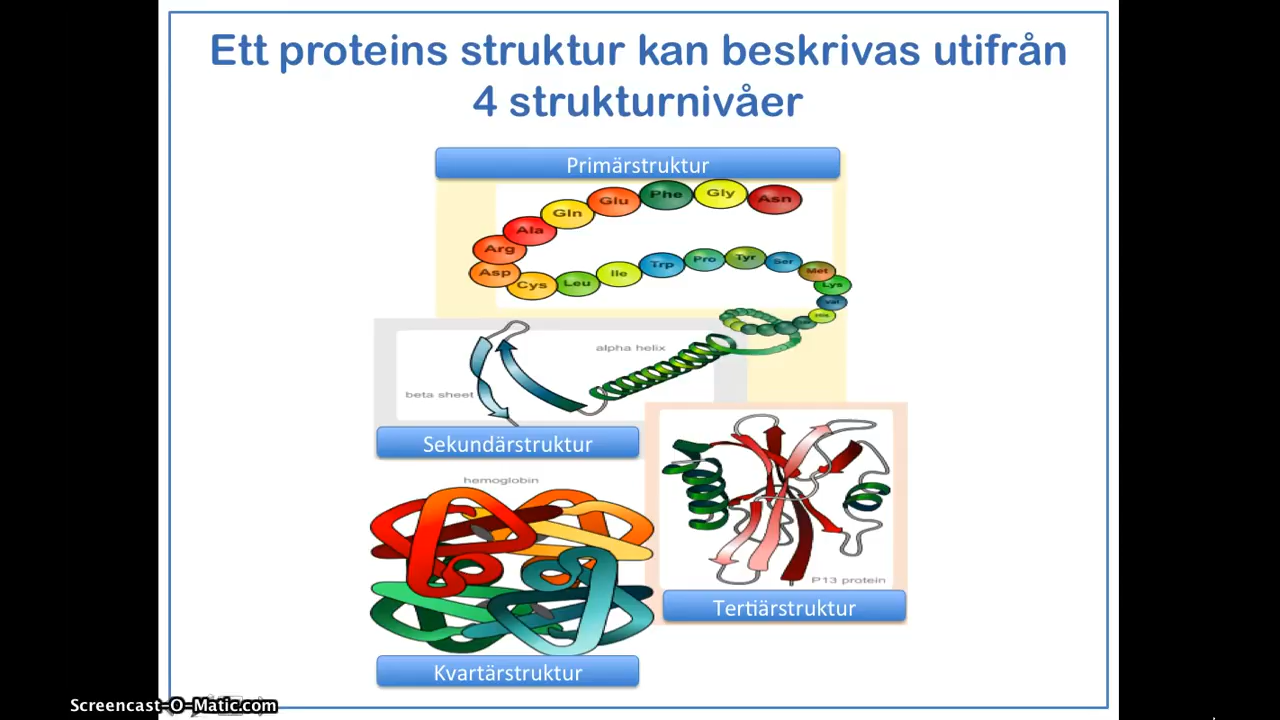 Ett proteins struktur kan beskrivas utifrån
4 strukturnivåer
Primärstruktur
Asn
Gly
Phe
Glu
Gln
Ala
Arg
Asp
Cys
Leu
Ile
Trp
Pro
Tyr
Ser
Met
Lys
Val
His
alpha helix
beta sheet
Sekundärstruktur
hemoglobin
P13 protein
Tertiärstruktur
Kvartärstruktur
Screencast-O-Matic.com